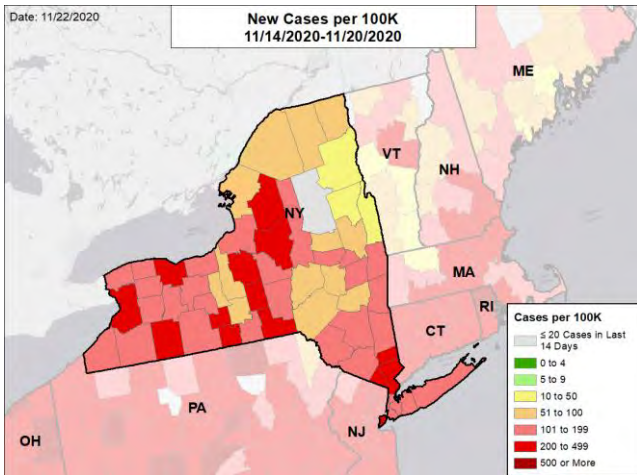 Date: 11/22/2020
New Cases per 100K
11/14/2020-11/20/2020
ME
VT
NH
NY
MA
CT
RI
PA
OH
NJ
Cases per 100K
≤ 20 Cases in Last
14 Days
0 to 4
5 to 9
10 to 50
51 to 100
101 to 199
200 to 499
500 or More